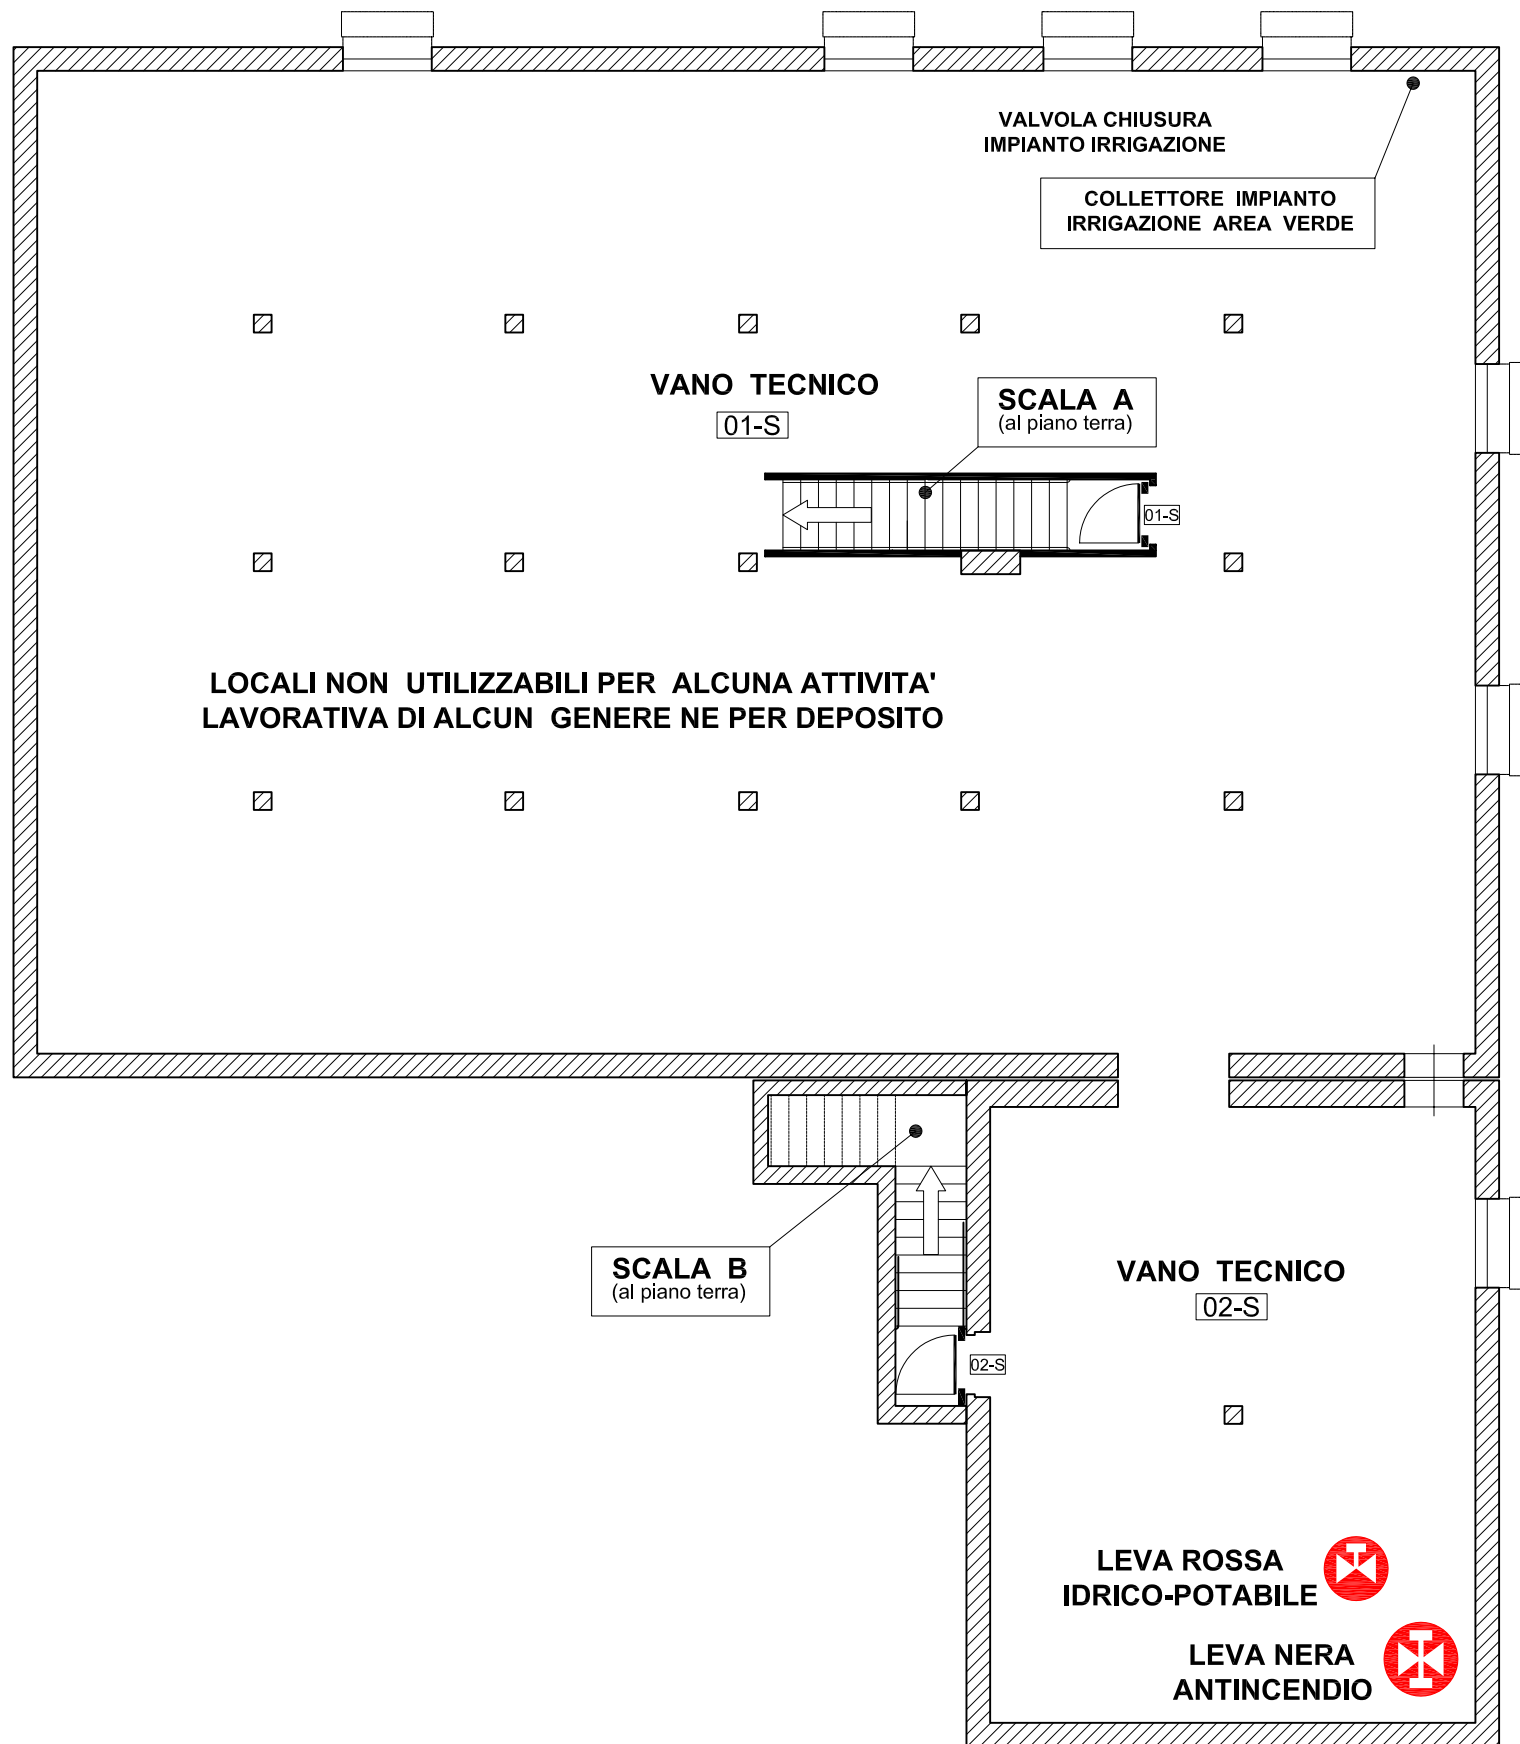 VALVOLA CHIUSURA
IMPIANTO IRRIGAZIONE
COLLETTORE IMPIANTO
IRRIGAZIONE AREA VERDE
VANO TECNICO
01-S
SCALA A
(al piano terra)
01-S
LOCALI NON UTILIZZABILI PER ALCUNA ATTIVITA'
LAVORATIVA DI ALCUN GENERE NE PER DEPOSITO
SCALA B
(al piano terra)
VANO TECNICO
02-S
02-S
LEVA ROSSA
IDRICO-POTABILE
LEVA NERA
ANTINCENDIO